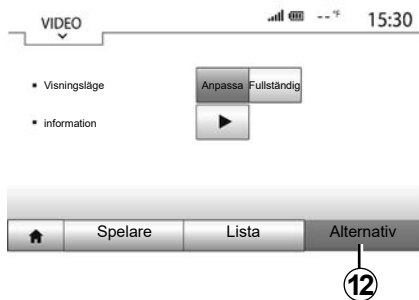 VIDEO
--°F
15:30
▪ Visningsläge
Anpassa Fullständig
▪ information
Spelare
Lista
Alternativ
12